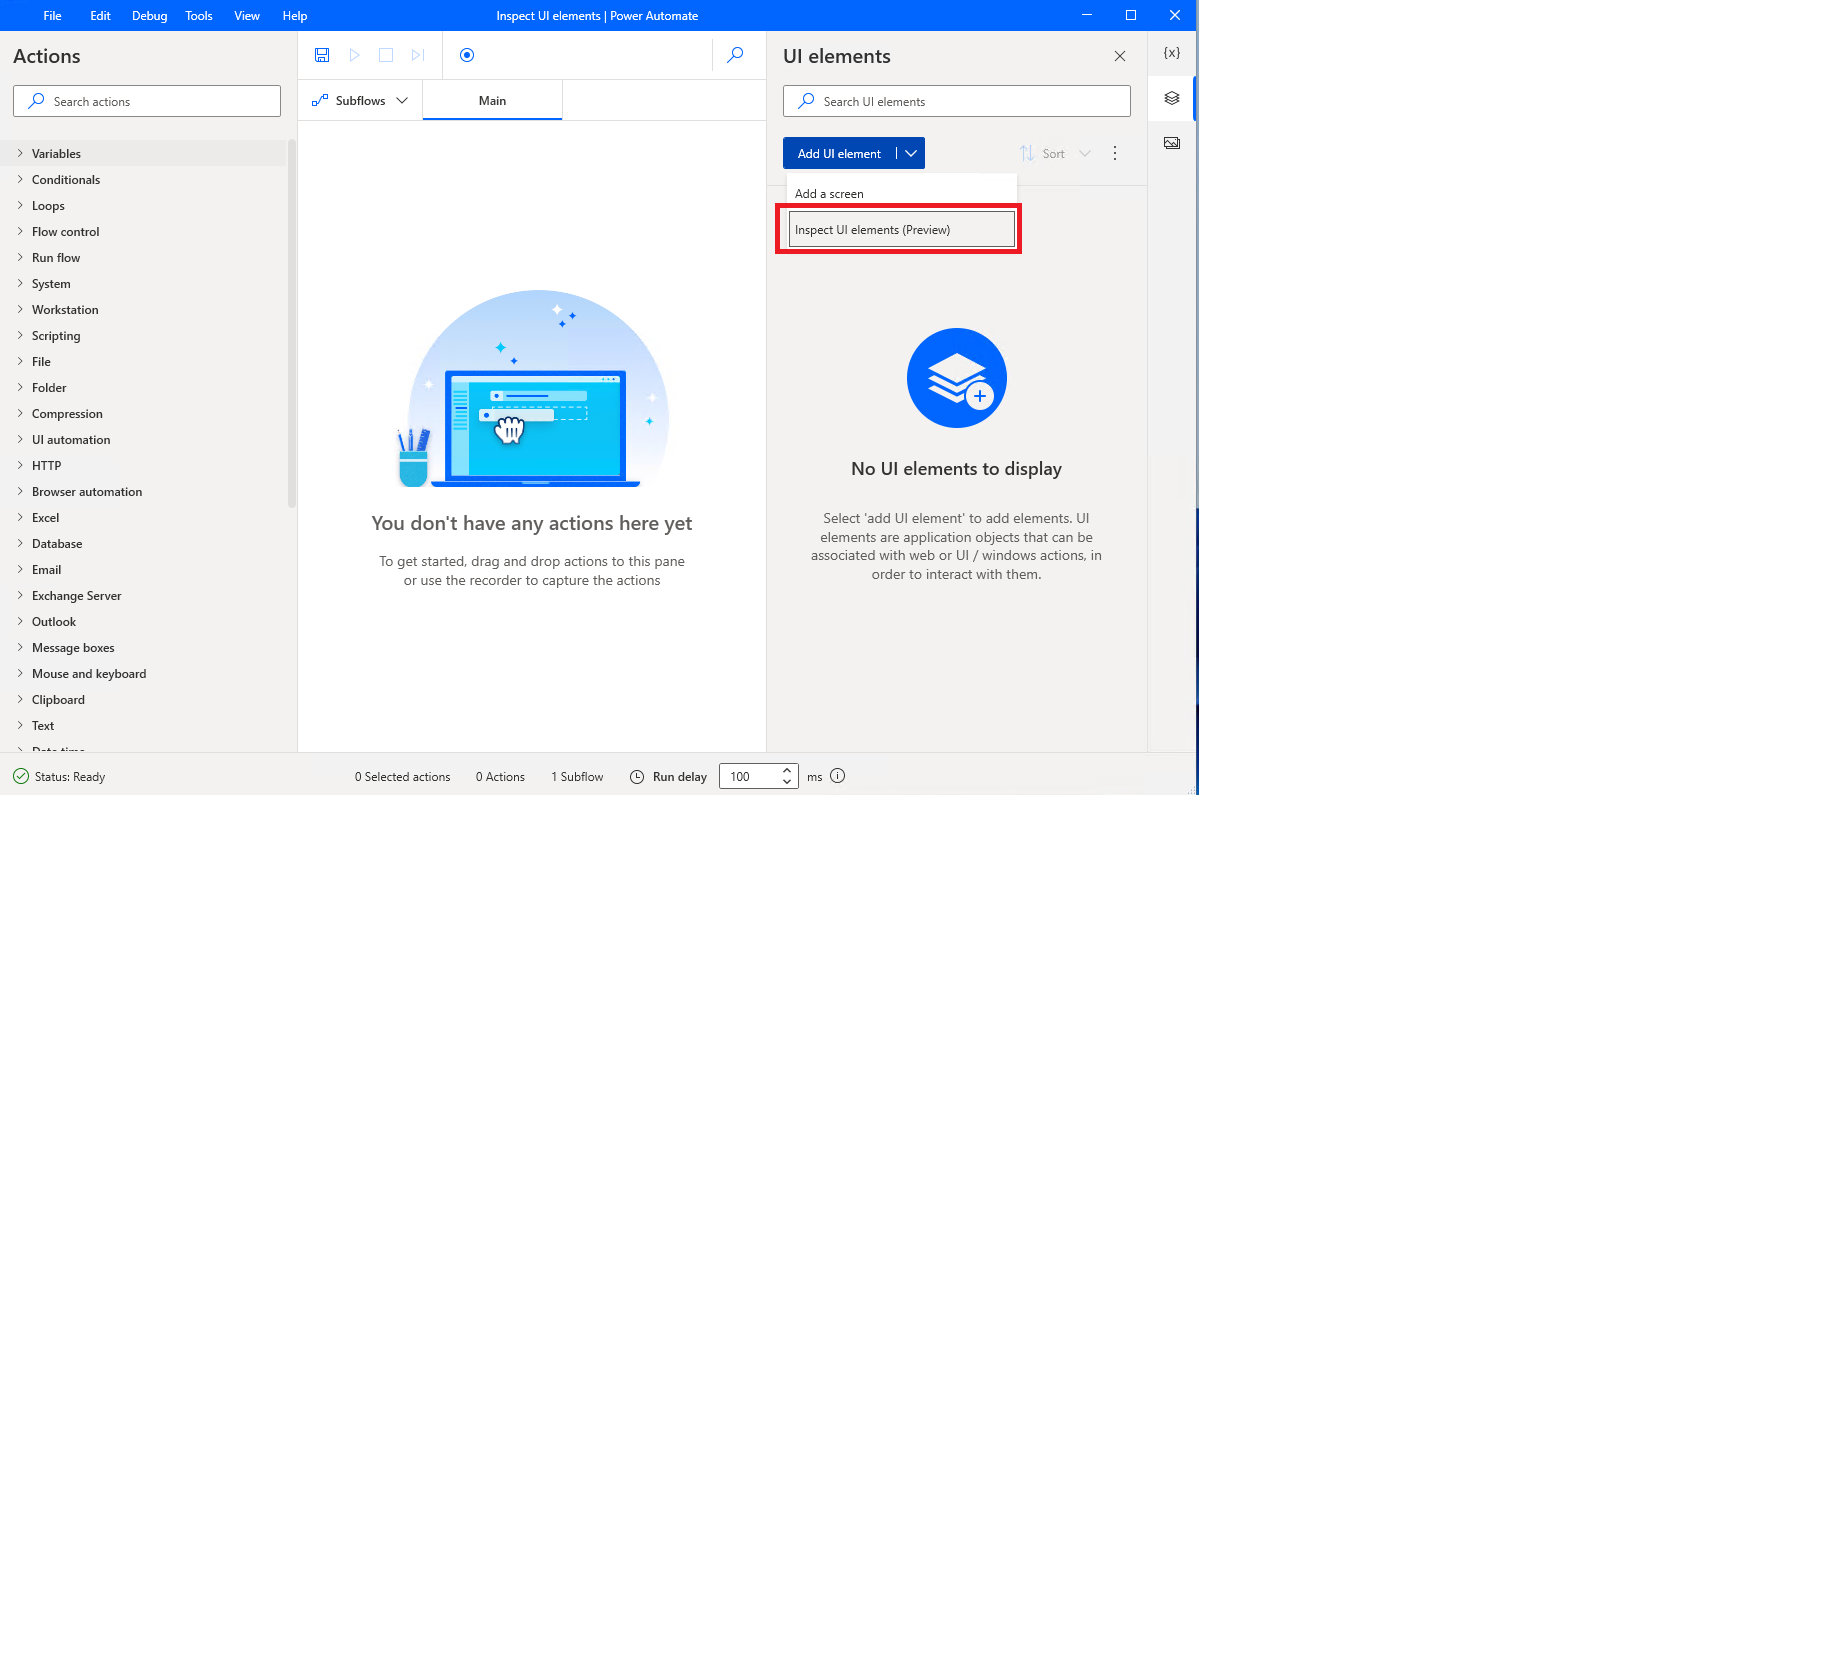 File Edit Debug Tools View Help Inspect UI elements | Power Automate
Actions
Search actions
Variables
Conditionals
Loops
Flow control
Run flow
System
Workstation
Scripting
File
Folder
Compression
UI automation
HTTP
Browser automation
Excel
Database
Email
Exchange Server
Outlook
Message boxes
Mouse and keyboard
Clipboard
Text
Date time
Subflows Main
You don't have any actions here yet
To get started, drag and drop actions to this pane
or use the recorder to capture the actions
UI elements
{x}
Search UI elements
Add UI element Sort
Add a screen
Inspect UI elements (Preview)
No UI elements to display
Select 'add UI element' to add elements. UI
elements are application objects that can be
associated with web or UI / windows actions, in
order to interact with them.
Status: Ready 0 Selected actions 0 Actions 1 Subflow Run delay 100 ms